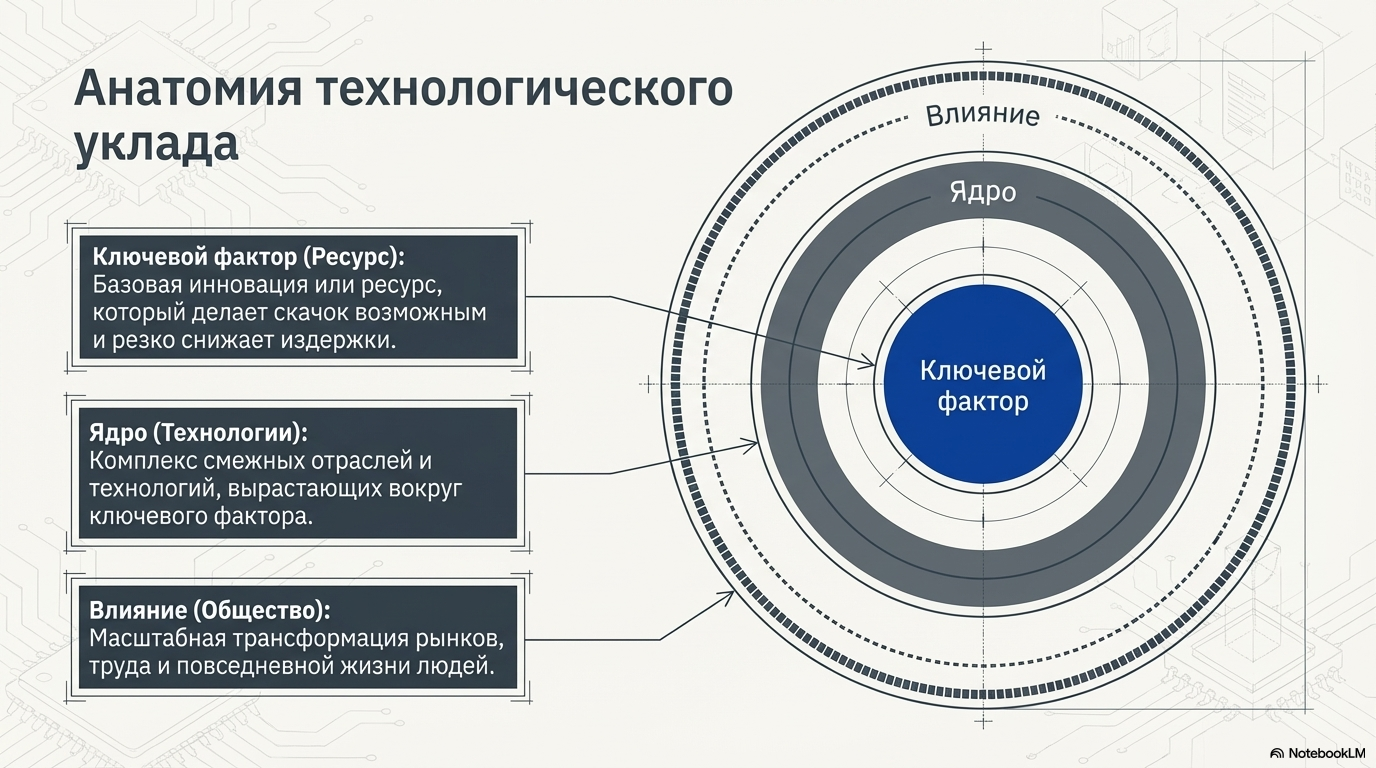 Анатомия технологического
уклада
Ключевой фактор (Ресурс):
Базовая инновация или ресурс,
который делает скачок возможным
и резко снижает издержки.
Ядро (Технологии):
Комплекс смежных отраслей и
технологий, вырастающих вокруг
ключевого фактора.
Влияние (Общество):
Масштабная трансформация рынков,
труда и повседневной жизни людей.
Влияние
Ядро
Ключевой
фактор
NotebookLM